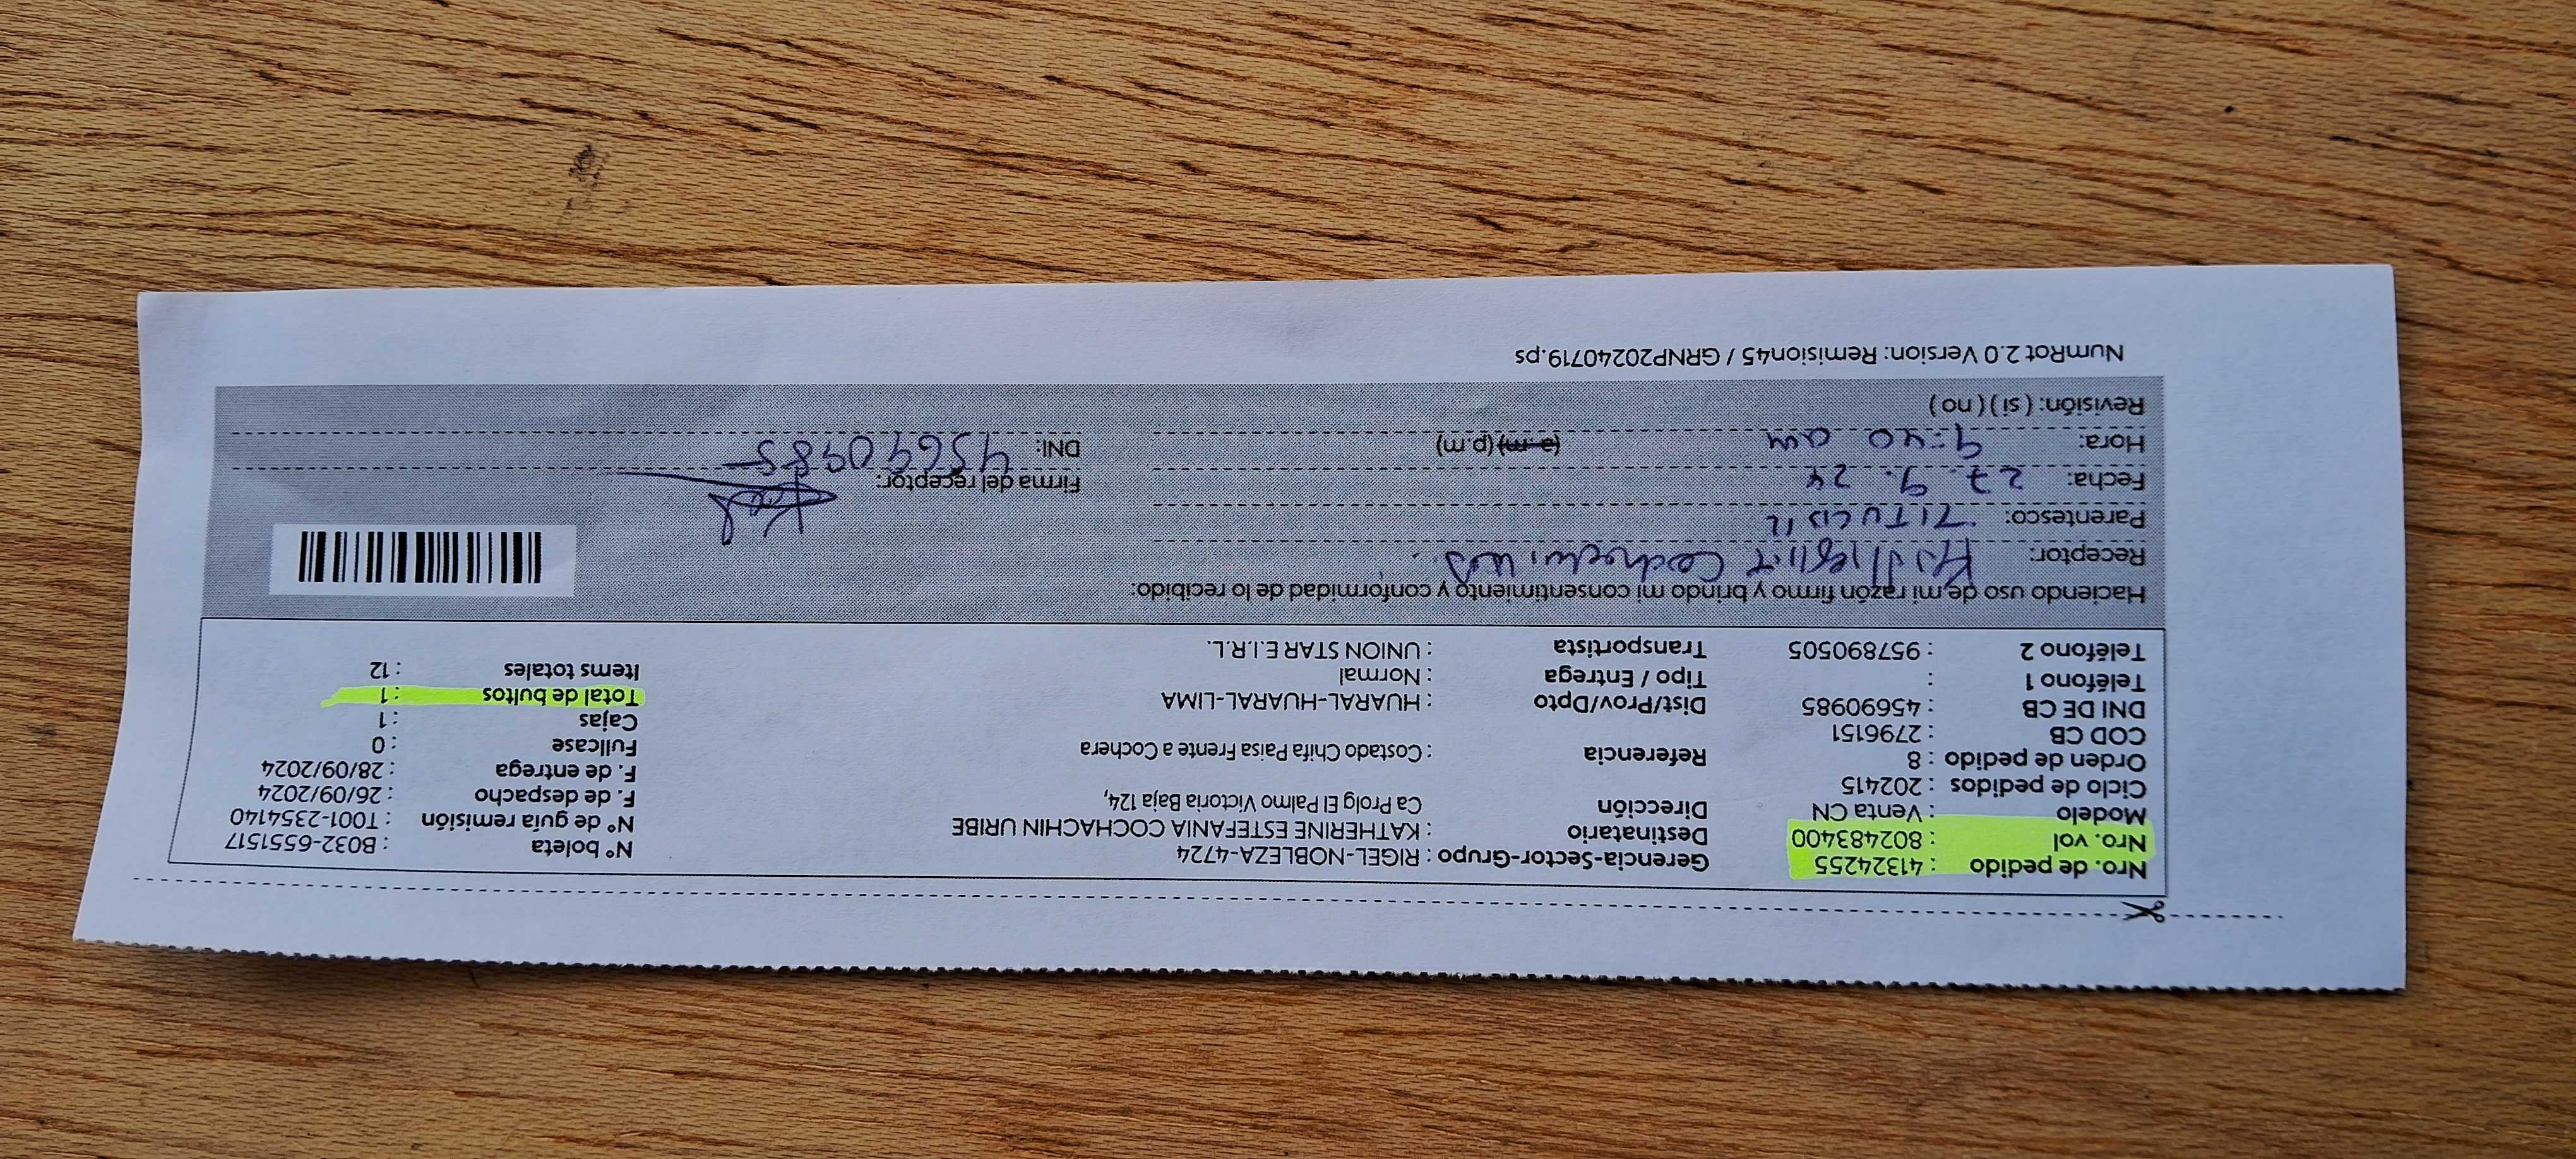 Nro. de pedido : 41324255 Gerencia-Sector-Grupo : RIGEL-NOBLEZA-4724 N° boleta : B032-6551517
Nro. vol : 802483400 Destinatario : KATHERINE ESTEFANIA COCHACHIN URIBE N° de guía remisión : T001-2354140
Modelo : Venta CN Dirección Ca Prolg El Palmo Victoria Baja 124, F. de despacho : 26/09/2024
Ciclo de pedidos : 202415 F. de entrega : 28/09/2024
Orden de pedido : 8 Referencia : Costado Chifa Paisa Frente a Cochera Fullcase : 0
COD CB : 2796151 Cajas : 1
DNI DE CB : 45690985 Dist/Prov/Dpto : HUARAL-HUARAL-LIMA Total de bultos : 1
Teléfono 1 : Tipo / Entrega : Normal Items totales : 12
Teléfono 2 : 957890505 Transportista : UNION STAR E.I.R.L.
Haciendo uso de mi razón firmo y brindo mi consentimiento y conformidad de lo recibido:
Receptor:
Parentesco:
Fecha: 27. 9. 24 Firma del receptor:
Hora: 9:40 am (a.m)(p.m) DNI: 45690985
Revisión: ( si ) ( no )
NumRot 2.0 Version: Remision45 / GRNP20240719.ps